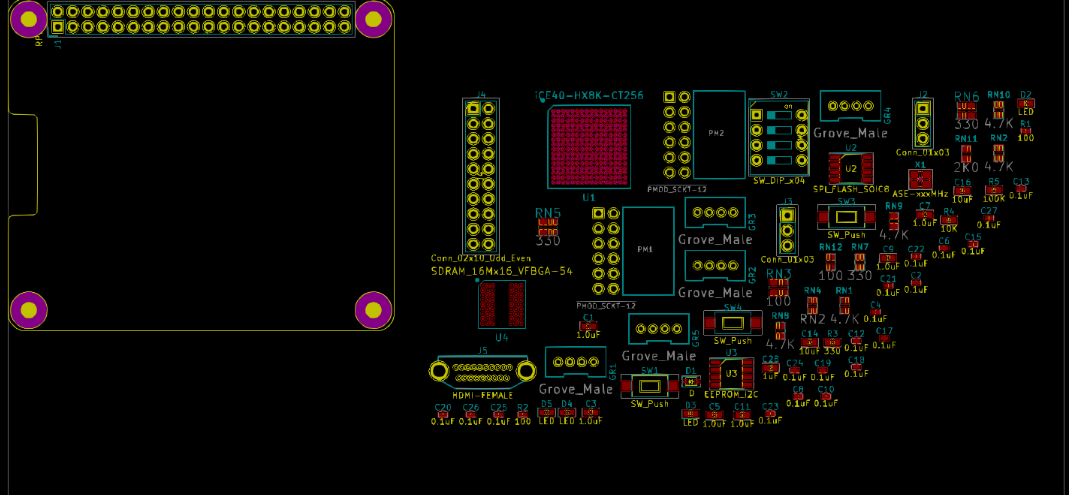 RP
J1
J4
iCE40-HX8K-CT256
SW2
ON
GR4
J2
RN6
RN10
D2
330
4.7K
LED
R1
100
PM2
Grove_Male
Conn_01x03
RN11
RN2
2K0
4.7K
U2
U2
SPI_FLASH_SOIC8
X1
ASE-xxxMHz
C16
10uF
R5
100K
C13
0.1uF
SW_DIP_x04
PMOD_SCKT-12
U1
RN5
330
GR3
Grove_Male
J3
Conn_01x03
SW3
SW_Push
RN9
4.7K
C7
1.0uF
R4
10K
C27
0.1uF
C6
0.1uF
C15
0.1uF
Conn_02x10_Odd_Even
SDRAM_16Mx16_VFBGA-54
PM1
PMOD_SCKT-12
GR2
Grove_Male
RN12
100
RN7
330
C9
1.0uF
C22
0.1uF
RN3
100
C21
0.1uF
C2
0.1uF
RN4
RN2
RN1
4.7K
C4
0.1uF
U4
C1
1.0uF
GR5
Grove_Male
SW4
SW_Push
RN8
4.7K
C14
10uF
R3
330
C12
0.1uF
C17
0.1uF
J5
HDMI-FEMALE
GR1
Grove_Male
SW1
SW_Push
D1
D
U3
U3
EEPROM_I2C
1uF
C24
0.1uF
C19
0.1uF
C18
0.1uF
C8
0.1uF
C10
0.1uF
C20
0.1uF
C26
0.1uF
C25
0.1uF
R2
100
D5
LED
D4
LED
C3
1.0uF
D3
LED
C5
1.0uF
C11
1.0uF
C23
0.1uF